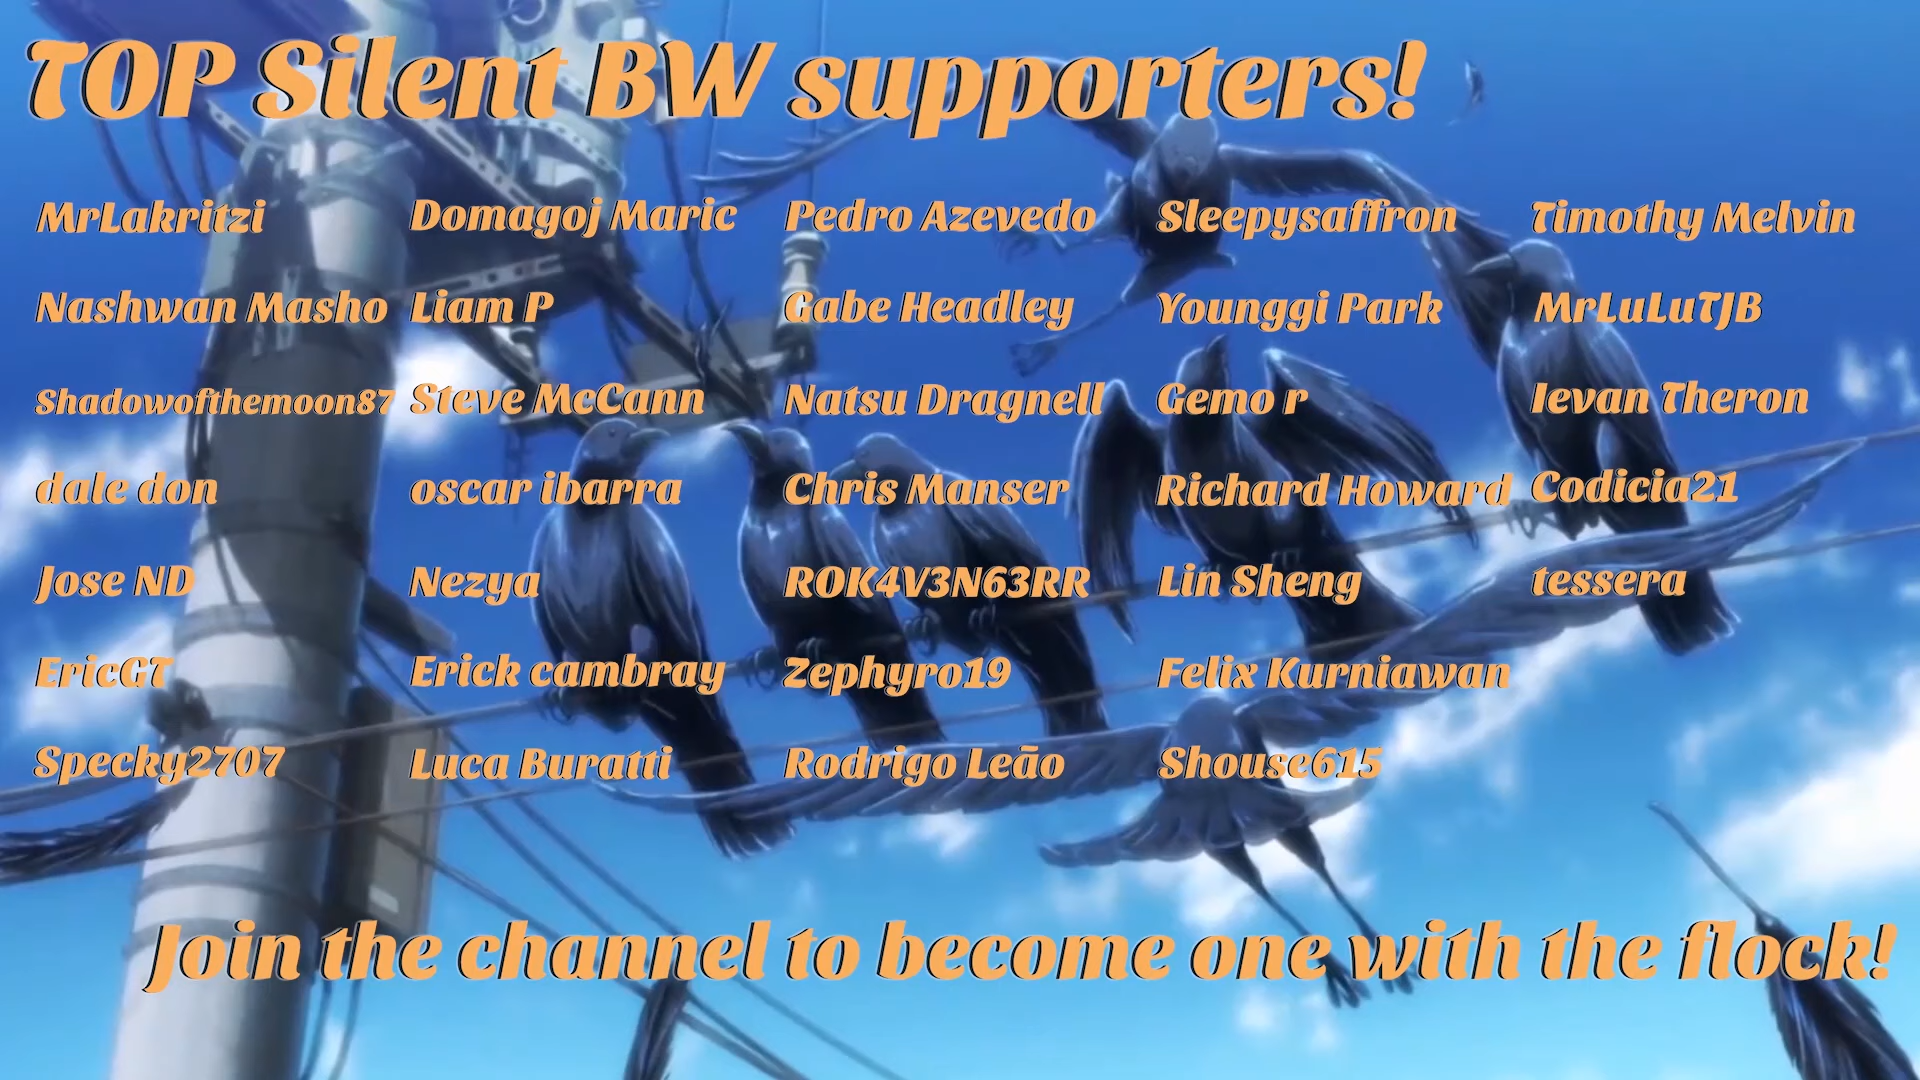 TOP Silent BW supporters!
MrLakritzi
Nashwan Masho
Shadowofthemoon87
dale don
Jose ND
EricGT
Specky2707
Domagoj Maric
Liam P
Steve McCann
oscar ibarra
Nezya
Erick cambray
Luca Buratti
Pedro Azevedo
Gabe Headley
Natsu Dragnell
Chris Manser
ROK4V3N63RR
Zephyro19
Rodrigo Leão
Sleepysaffron
Younggi Park
Gemo r
Richard Howard
Lin Sheng
Felix Kurniawan
Shouse615
Timothy Melvin
MrLuLuTJB
Ievan Theron
Codicia21
tessera
Join the channel to become one with the flock!